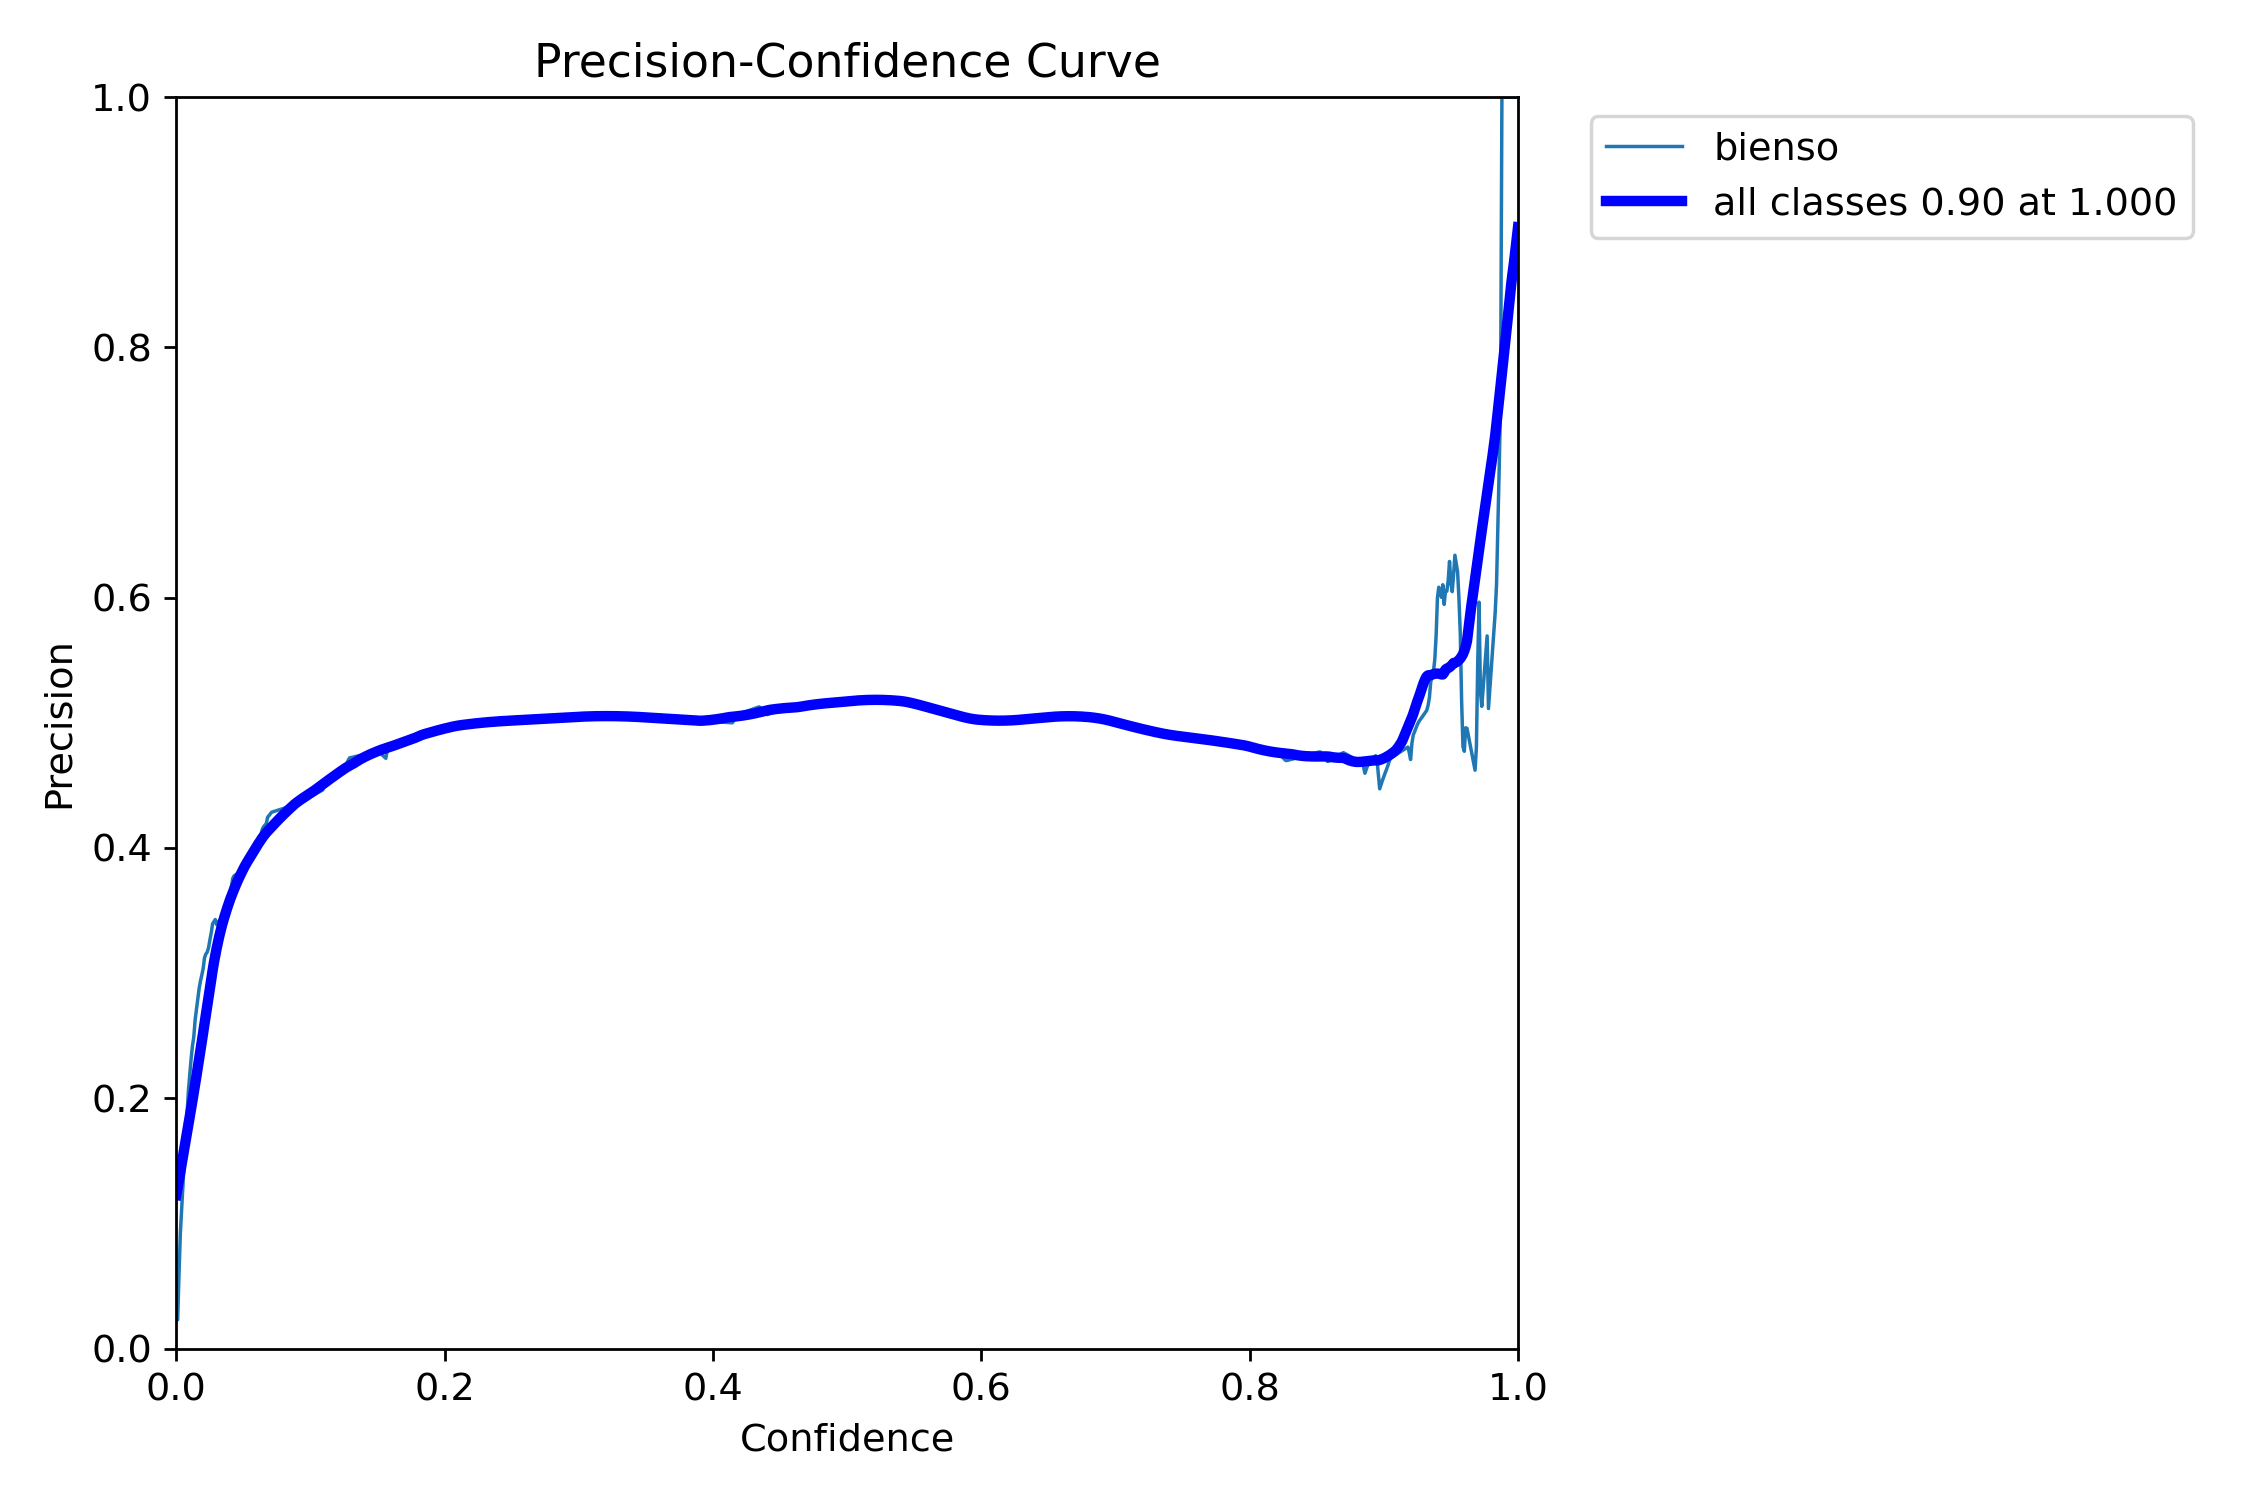 Precision-Confidence Curve
1.0
0.8
0.6
0.4
0.2
0.0
Precision
0.0 0.2 0.4 0.6 0.8 1.0
Confidence
bienso
all classes 0.90 at 1.000